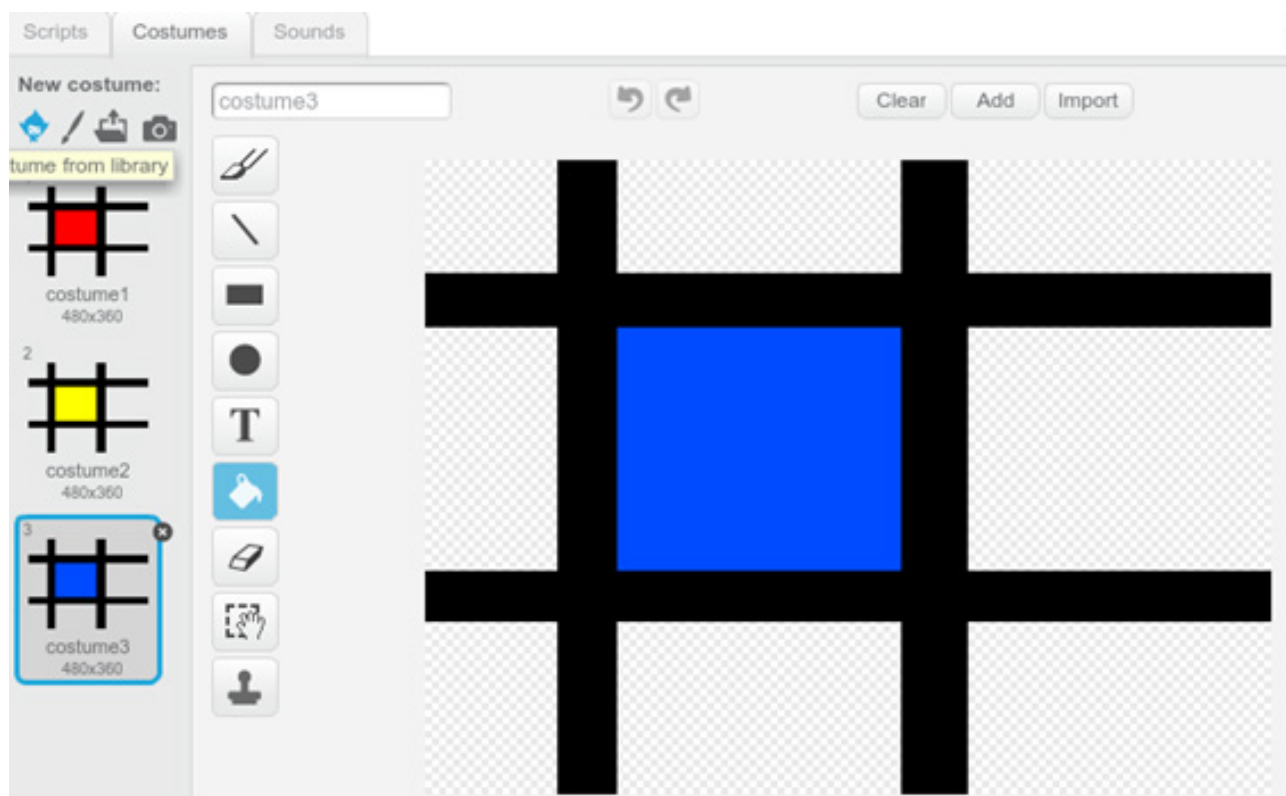 Scripts
Costumes
Sounds
New costume:
tume from library
costume1
480x360
2
costume2
480x360
3
costume3
480x360
costume3
Clear
Add
Import
T